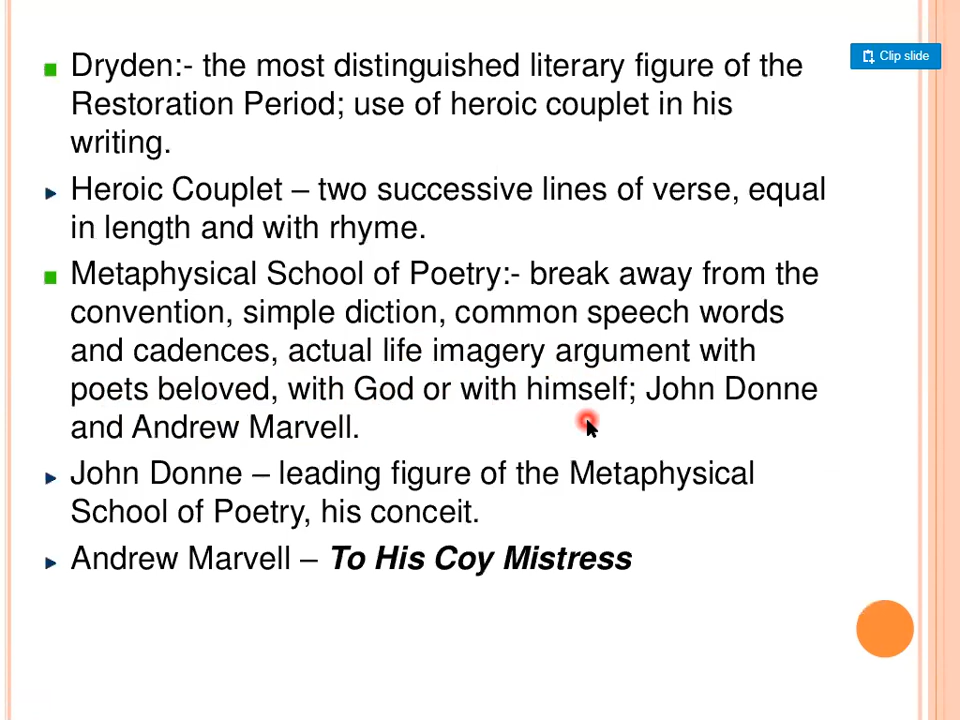 Dryden:- the most distinguished literary figure of the
Restoration Period; use of heroic couplet in his
writing.
Heroic Couplet – two successive lines of verse, equal
in length and with rhyme.
Metaphysical School of Poetry:- break away from the
convention, simple diction, common speech words
and cadences, actual life imagery argument with
poets beloved, with God or with himself; John Donne
and Andrew Marvell.
John Donne – leading figure of the Metaphysical
School of Poetry, his conceit.
Andrew Marvell – To His Coy Mistress
Clip slide